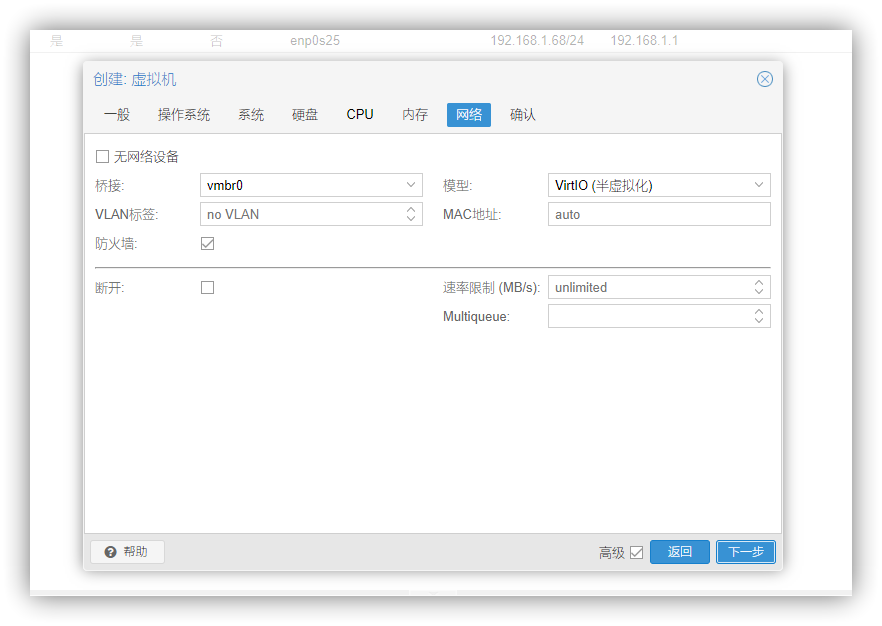 是 是 否 enp0s25 192.168.1.68/24 192.168.1.1
创建: 虚拟机
一般 操作系统 系统 硬盘 CPU 内存 网络 确认
无网络设备
桥接: vmbr0 模型: VirtIO (半虚拟化)
VLAN标签: no VLAN MAC地址: auto
防火墙:
断开: 速率限制 (MB/s): unlimited
Multiqueue:
帮助 高级 返回 下一步